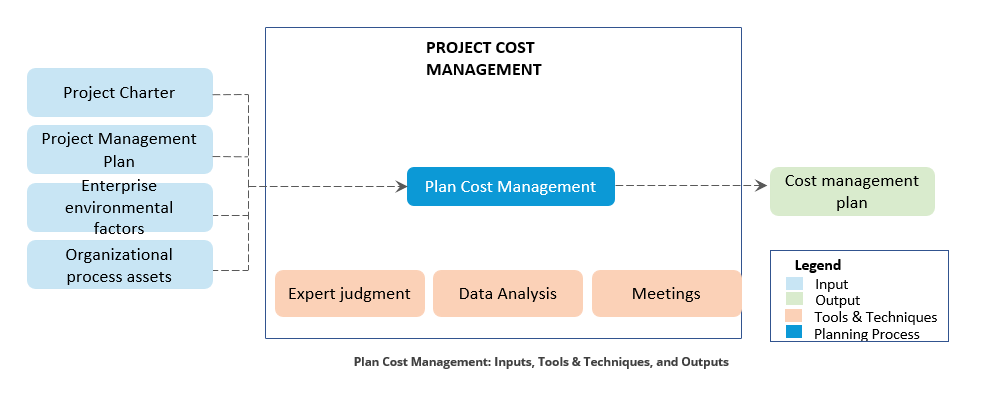 PROJECT COST
MANAGEMENT
Project Charter
Project Management
Plan
Enterprise
environmental
factors
Organizational
process assets
Plan Cost Management
Cost management
plan
Expert judgment
Data Analysis
Meetings
Legend
Input
Output
Tools & Techniques
Planning Process
Plan Cost Management: Inputs, Tools & Techniques, and Outputs